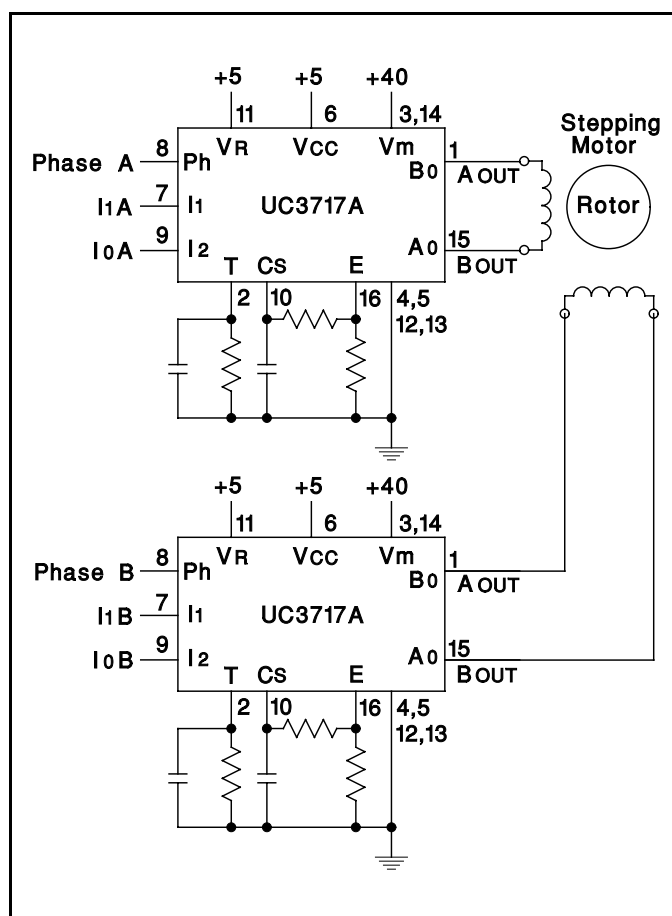 +5 +5 +40
11 6 3,14
VR VCC Vm
Stepping
Motor
Rotor
Phase A 8 Ph
B0 1
A OUT
I1A 7 I1
UC3717A
I0A 9 I2
A0 15
B OUT
T CS E
2 10 16 4,5
12,13
+5 +5 +40
11 6 3,14
VR VCC Vm
Phase B 8 Ph
B0 1
A OUT
I1B 7 I1
UC3717A
I0B 9 I2
A0 15
B OUT
T CS E
2 10 16 4,5
12,13